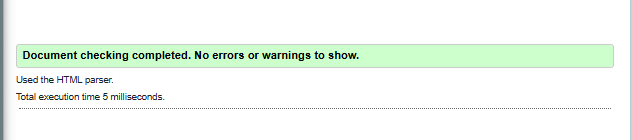 Document checking completed. No errors or warnings to show.
Used the HTML parser.
Total execution time 5 milliseconds.